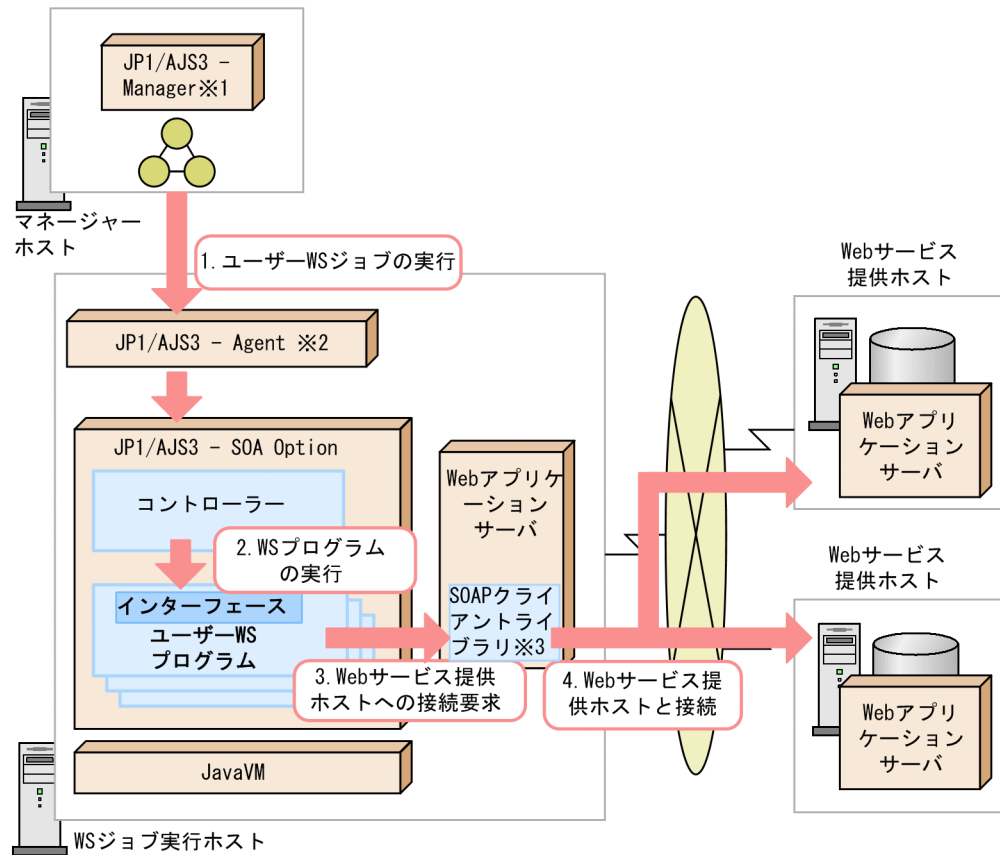 JP1/AJS3 -
Manager※1
マネージャー
ホスト
1.ユーザーWSジョブの実行
JP1/AJS3 - Agent ※2
JP1/AJS3 - SOA Option
コントローラー
2.WSプログラム
の実行
インターフェース
ユーザーWS
プログラム
Webアプリケ
ーション
サーバ
SOAPクライ
アントライ
ブラリ※3
3.Webサービス提供
ホストへの接続要求
4.Webサービス提
供ホストと接続
JavaVM
WSジョブ実行ホスト
Webサービス
提供ホスト
Webアプリ
ケーション
サーバ
Webサービス
提供ホスト
Webアプリ
ケーション
サーバ